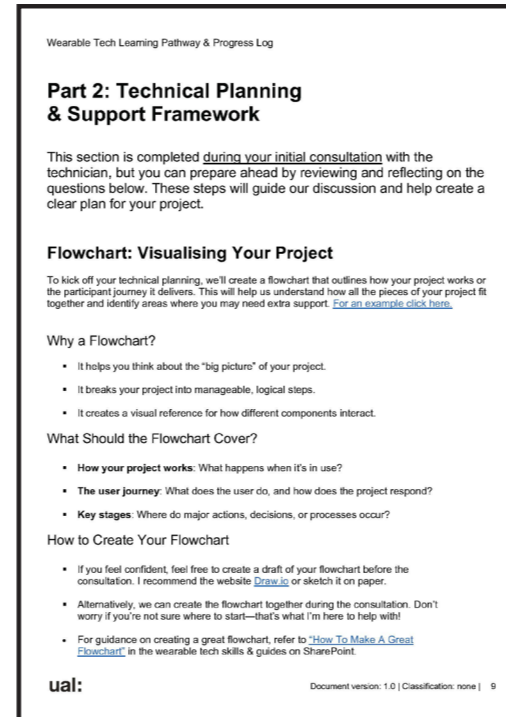 Wearable Tech Learning Pathway & Progress Log
Part 2: Technical Planning
& Support Framework
This section is completed during your initial consultation with the
technician, but you can prepare ahead by reviewing and reflecting on the
questions below. These steps will guide our discussion and help create a
clear plan for your project.
Flowchart: Visualising Your Project
To kick off your technical planning, we'll create a flowchart that outlines how your project works or
the participant journey it delivers. This will help us understand how all the pieces of your project fit
together and identify areas where you may need extra support. For an example click here.
Why a Flowchart?
▪ It helps you think about the "big picture" of your project.
▪ It breaks your project into manageable, logical steps.
▪ It creates a visual reference for how different components interact.
What Should the Flowchart Cover?
▪ How your project works: What happens when it's in use?
▪ The user journey: What does the user do, and how does the project respond?
▪ Key stages: Where do major actions, decisions, or processes occur?
How to Create Your Flowchart
▪ If you feel confident, feel free to create a draft of your flowchart before the
consultation. I recommend the website Draw.io or sketch it on paper.
▪ Alternatively, we can create the flowchart together during the consultation. Don't
worry if you're not sure where to start—that's what I'm here to help with!
• For guidance on creating a great flowchart, refer to "How To Make A Great
Flowchart" in the wearable tech skills & guides on SharePoint.
ual:
Document version: 1.0 | Classification: none | 9